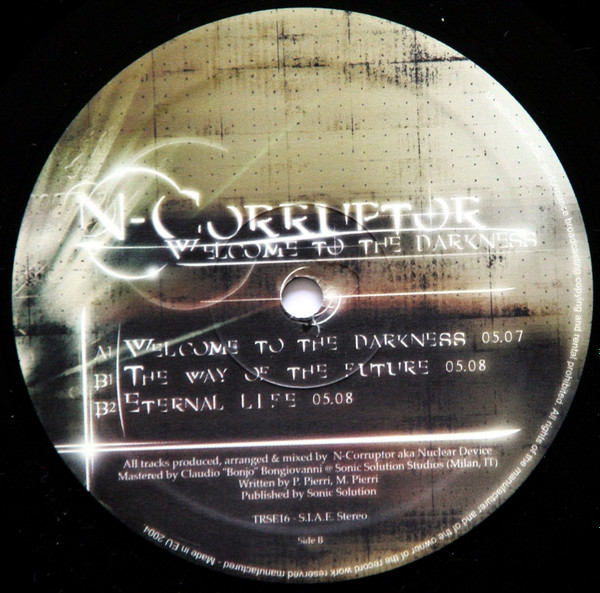 N-Corruptor
Welcome to the Darkness
A1 Welcome to the Darkness 05.07
B1 The way of the future 05.08
B2 Eternal Life 05.08
All tracks produced, arranged & mixed by N-Corruptor aka Nuclear Device
Mastered by Claudio "Bonjo" Bongiovanni @ Sonic Solution Studios (Milan, IT)
Written by P. Pierri, M. Pierri
Published by Sonic Solution
TRSE16 - S.I.A.E. Stereo
Side B
broadcasting copying and rental prohibited. All rights of the manufacturer and of the owner of the record work reserved manufactured - Made in EU 2004